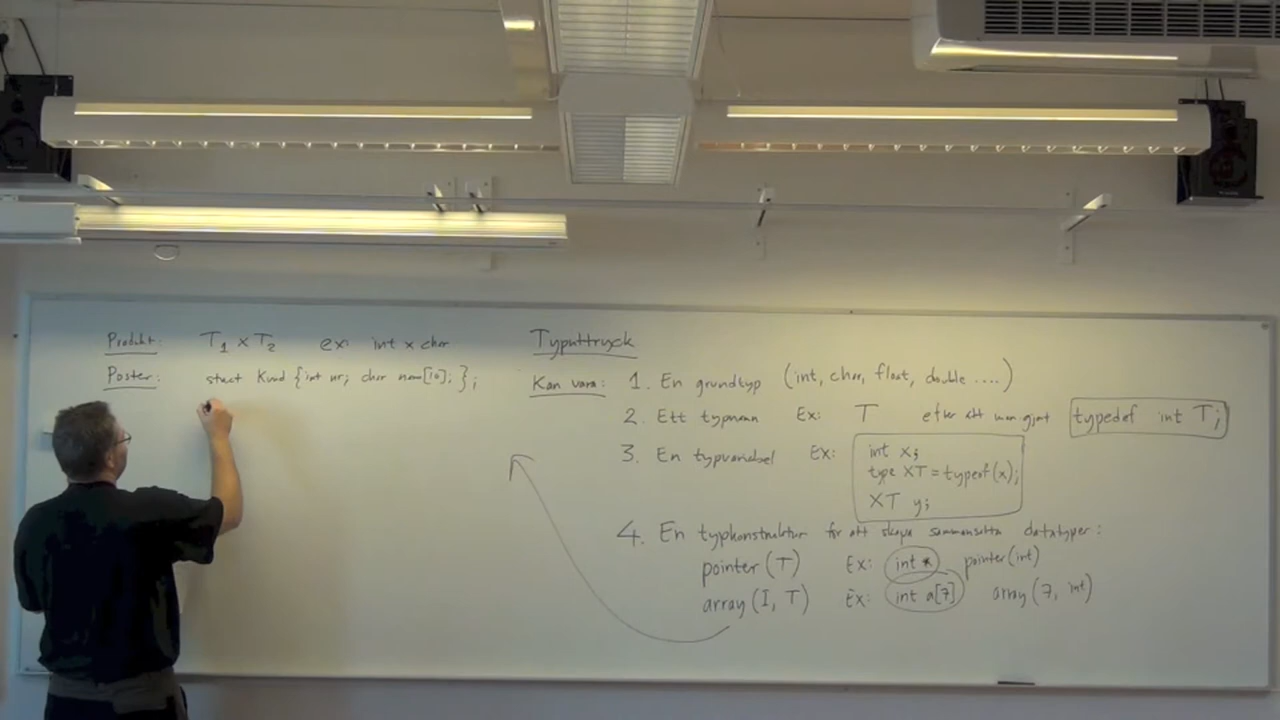 Produkt: T1 x T2 ex: int x char
Poster: struct Kund {int nr; char namn[10]; };
Typuttryck
Kan vara: 1. En grundtyp (int, char, float, double ....)
2. Ett typnamn Ex: T efter att man gjort typedef int T;
3. En typvariabel Ex: int x;
type XT = typeof(x);
XT y;
4. En typkonstruktor för att skapa sammansatta datatyper:
pointer (T) Ex: int * pointer(int)
array (I, T) Ex: int a[7] array (7, int)